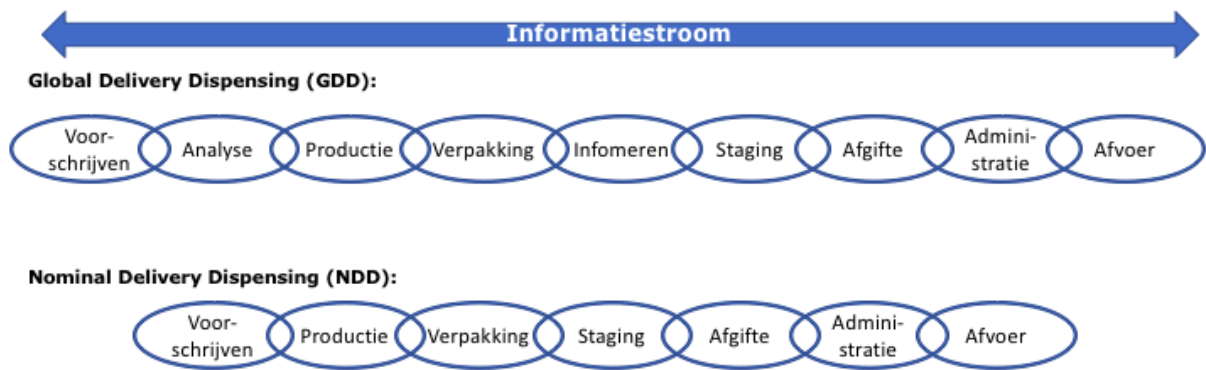 Informatiestroom
Global Delivery Dispensing (GDD):
Voor-
schrijven
Analyse
Productie
Verpakking
Infomeren
Staging
Afgifte
Admini-
stratie
Afvoer
Nominal Delivery Dispensing (NDD):
Voor-
schrijven
Productie
Verpakking
Staging
Afgifte
Admini-
stratie
Afvoer